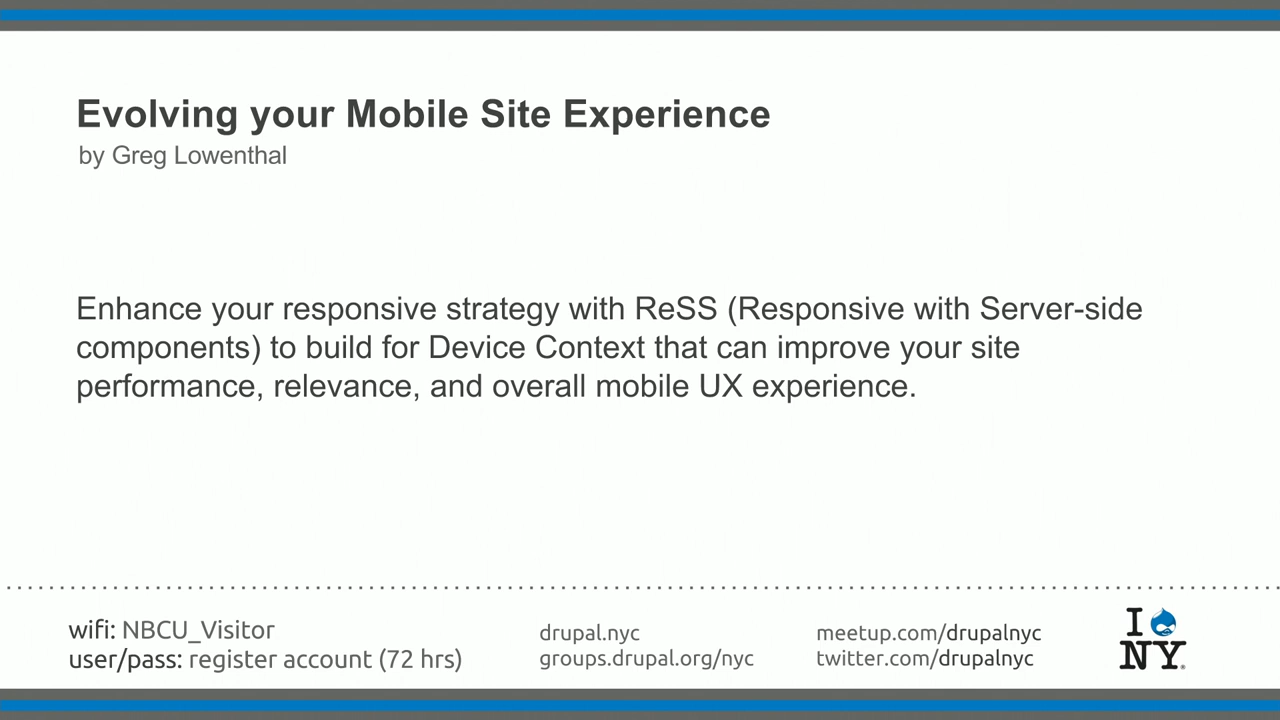 Evolving your Mobile Site Experience
by Greg Lowenthal
Enhance your responsive strategy with ReSS (Responsive with Server-side
components) to build for Device Context that can improve your site
performance, relevance, and overall mobile UX experience.
wifi: NBCU_Visitor
user/pass: register account (72 hrs)
drupal.nyc
groups.drupal.org/nyc
meetup.com/drupalnyc
twitter.com/drupalnyc
I
NY®